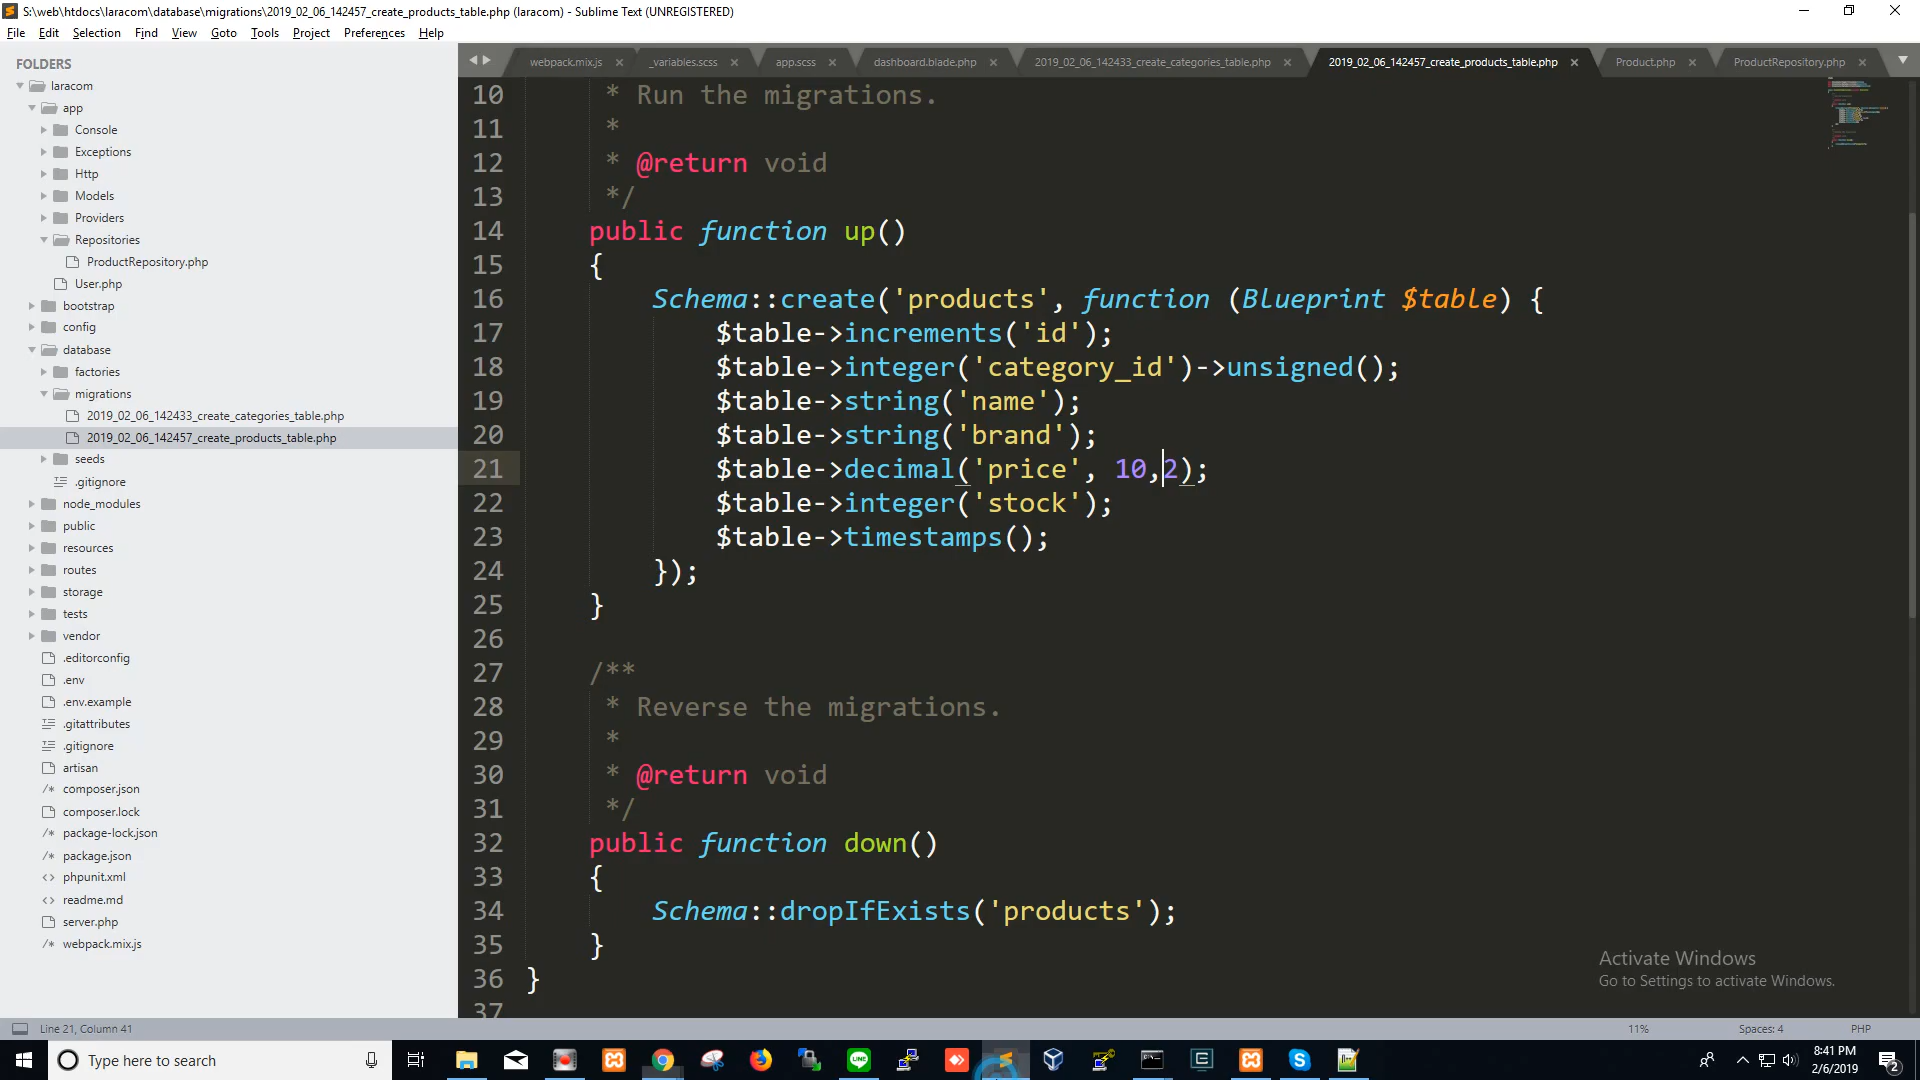 S:\web\htdocs\laracom\database\migrations\2019_02_06_142457_create_products_table.php (laracom) - Sublime Text (UNREGISTERED)
File Edit Selection Find View Goto Tools Project Preferences Help
FOLDERS
laracom
app
Console
Exceptions
Http
Models
Providers
Repositories
ProductRepository.php
User.php
bootstrap
config
database
factories
migrations
2019_02_06_142433_create_categories_table.php
2019_02_06_142457_create_products_table.php
seeds
.gitignore
node_modules
public
resources
routes
storage
tests
vendor
.editorconfig
.env
.env.example
.gitattributes
.gitignore
artisan
composer.json
composer.lock
package-lock.json
package.json
phpunit.xml
readme.md
server.php
webpack.mix.js
webpack.mix.js _variables.scss app.scss dashboard.blade.php 2019_02_06_142433_create_categories_table.php 2019_02_06_142457_create_products_table.php Product.php ProductRepository.php
10 * Run the migrations.
11 *
12 * @return void
13 */
14 public function up()
15 {
16 Schema::create('products', function (Blueprint $table) {
17 $table->increments('id');
18 $table->integer('category_id')->unsigned();
19 $table->string('name');
20 $table->string('brand');
21 $table->decimal('price', 10,2);
22 $table->integer('stock');
23 $table->timestamps();
24 });
25 }
26
27 /**
28 * Reverse the migrations.
29 *
30 * @return void
31 */
32 public function down()
33 {
34 Schema::dropIfExists('products');
35 }
36 }
37
Activate Windows
Go to Settings to activate Windows.
Line 21, Column 41 11% Spaces: 4 PHP
Type here to search
8:41 PM
2/6/2019
2